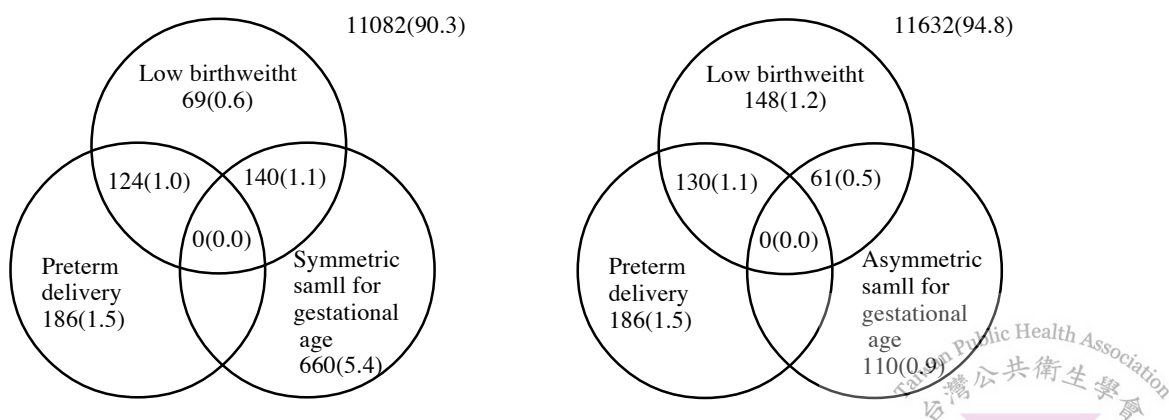 11082(90.3)
Low birthweitht
69(0.6)
124(1.0)
140(1.1)
0(0.0)
Preterm
delivery
186(1.5)
Symmetric
samll for
gestational
age
660(5.4)
11632(94.8)
Low birthweitht
148(1.2)
130(1.1)
61(0.5)
0(0.0)
Preterm
delivery
186(1.5)
Asymmetric
samll for
gestational
age
110(0.9)
Taiwan Public Health Association
台灣公共衛生學會